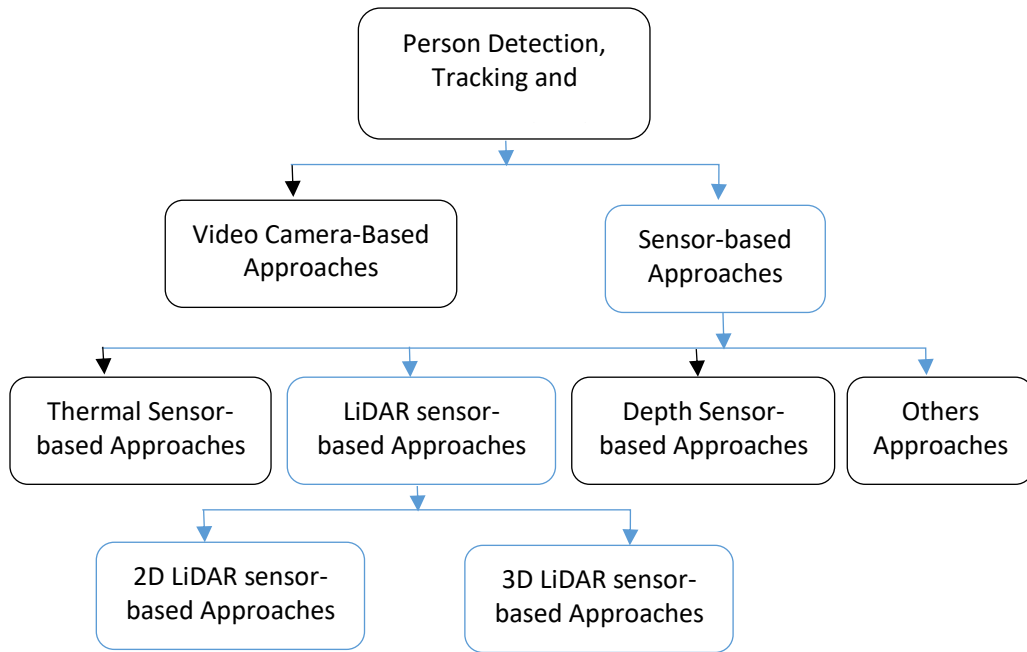 Person Detection,
Tracking and
Video Camera-Based
Approaches
Sensor-based
Approaches
Thermal Sensor-
based Approaches
LiDAR sensor-
based Approaches
Depth Sensor-
based Approaches
Others
Approaches
2D LiDAR sensor-
based Approaches
3D LiDAR sensor-
based Approaches